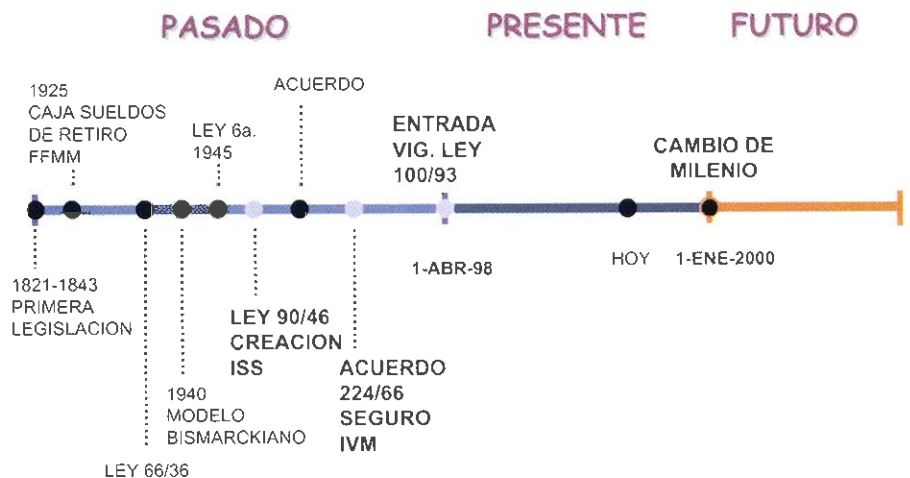 PASADO
PRESENTE
FUTURO
1925
CAJA SUELDOS
DE RETIRO
FFMM
LEY 6a.
1945
ACUERDO
ENTRADA
VIG. LEY
100/93
CAMBIO DE
MILENIO
1821-1843
PRIMERA
LEGISLACION
LEY 66/36
1940
MODELO
BISMARCKIANO
LEY 90/46
CREACION
ISS
ACUERDO
224/66
SEGURO
IVM
1-ABR-98
HOY
1-ENE-2000